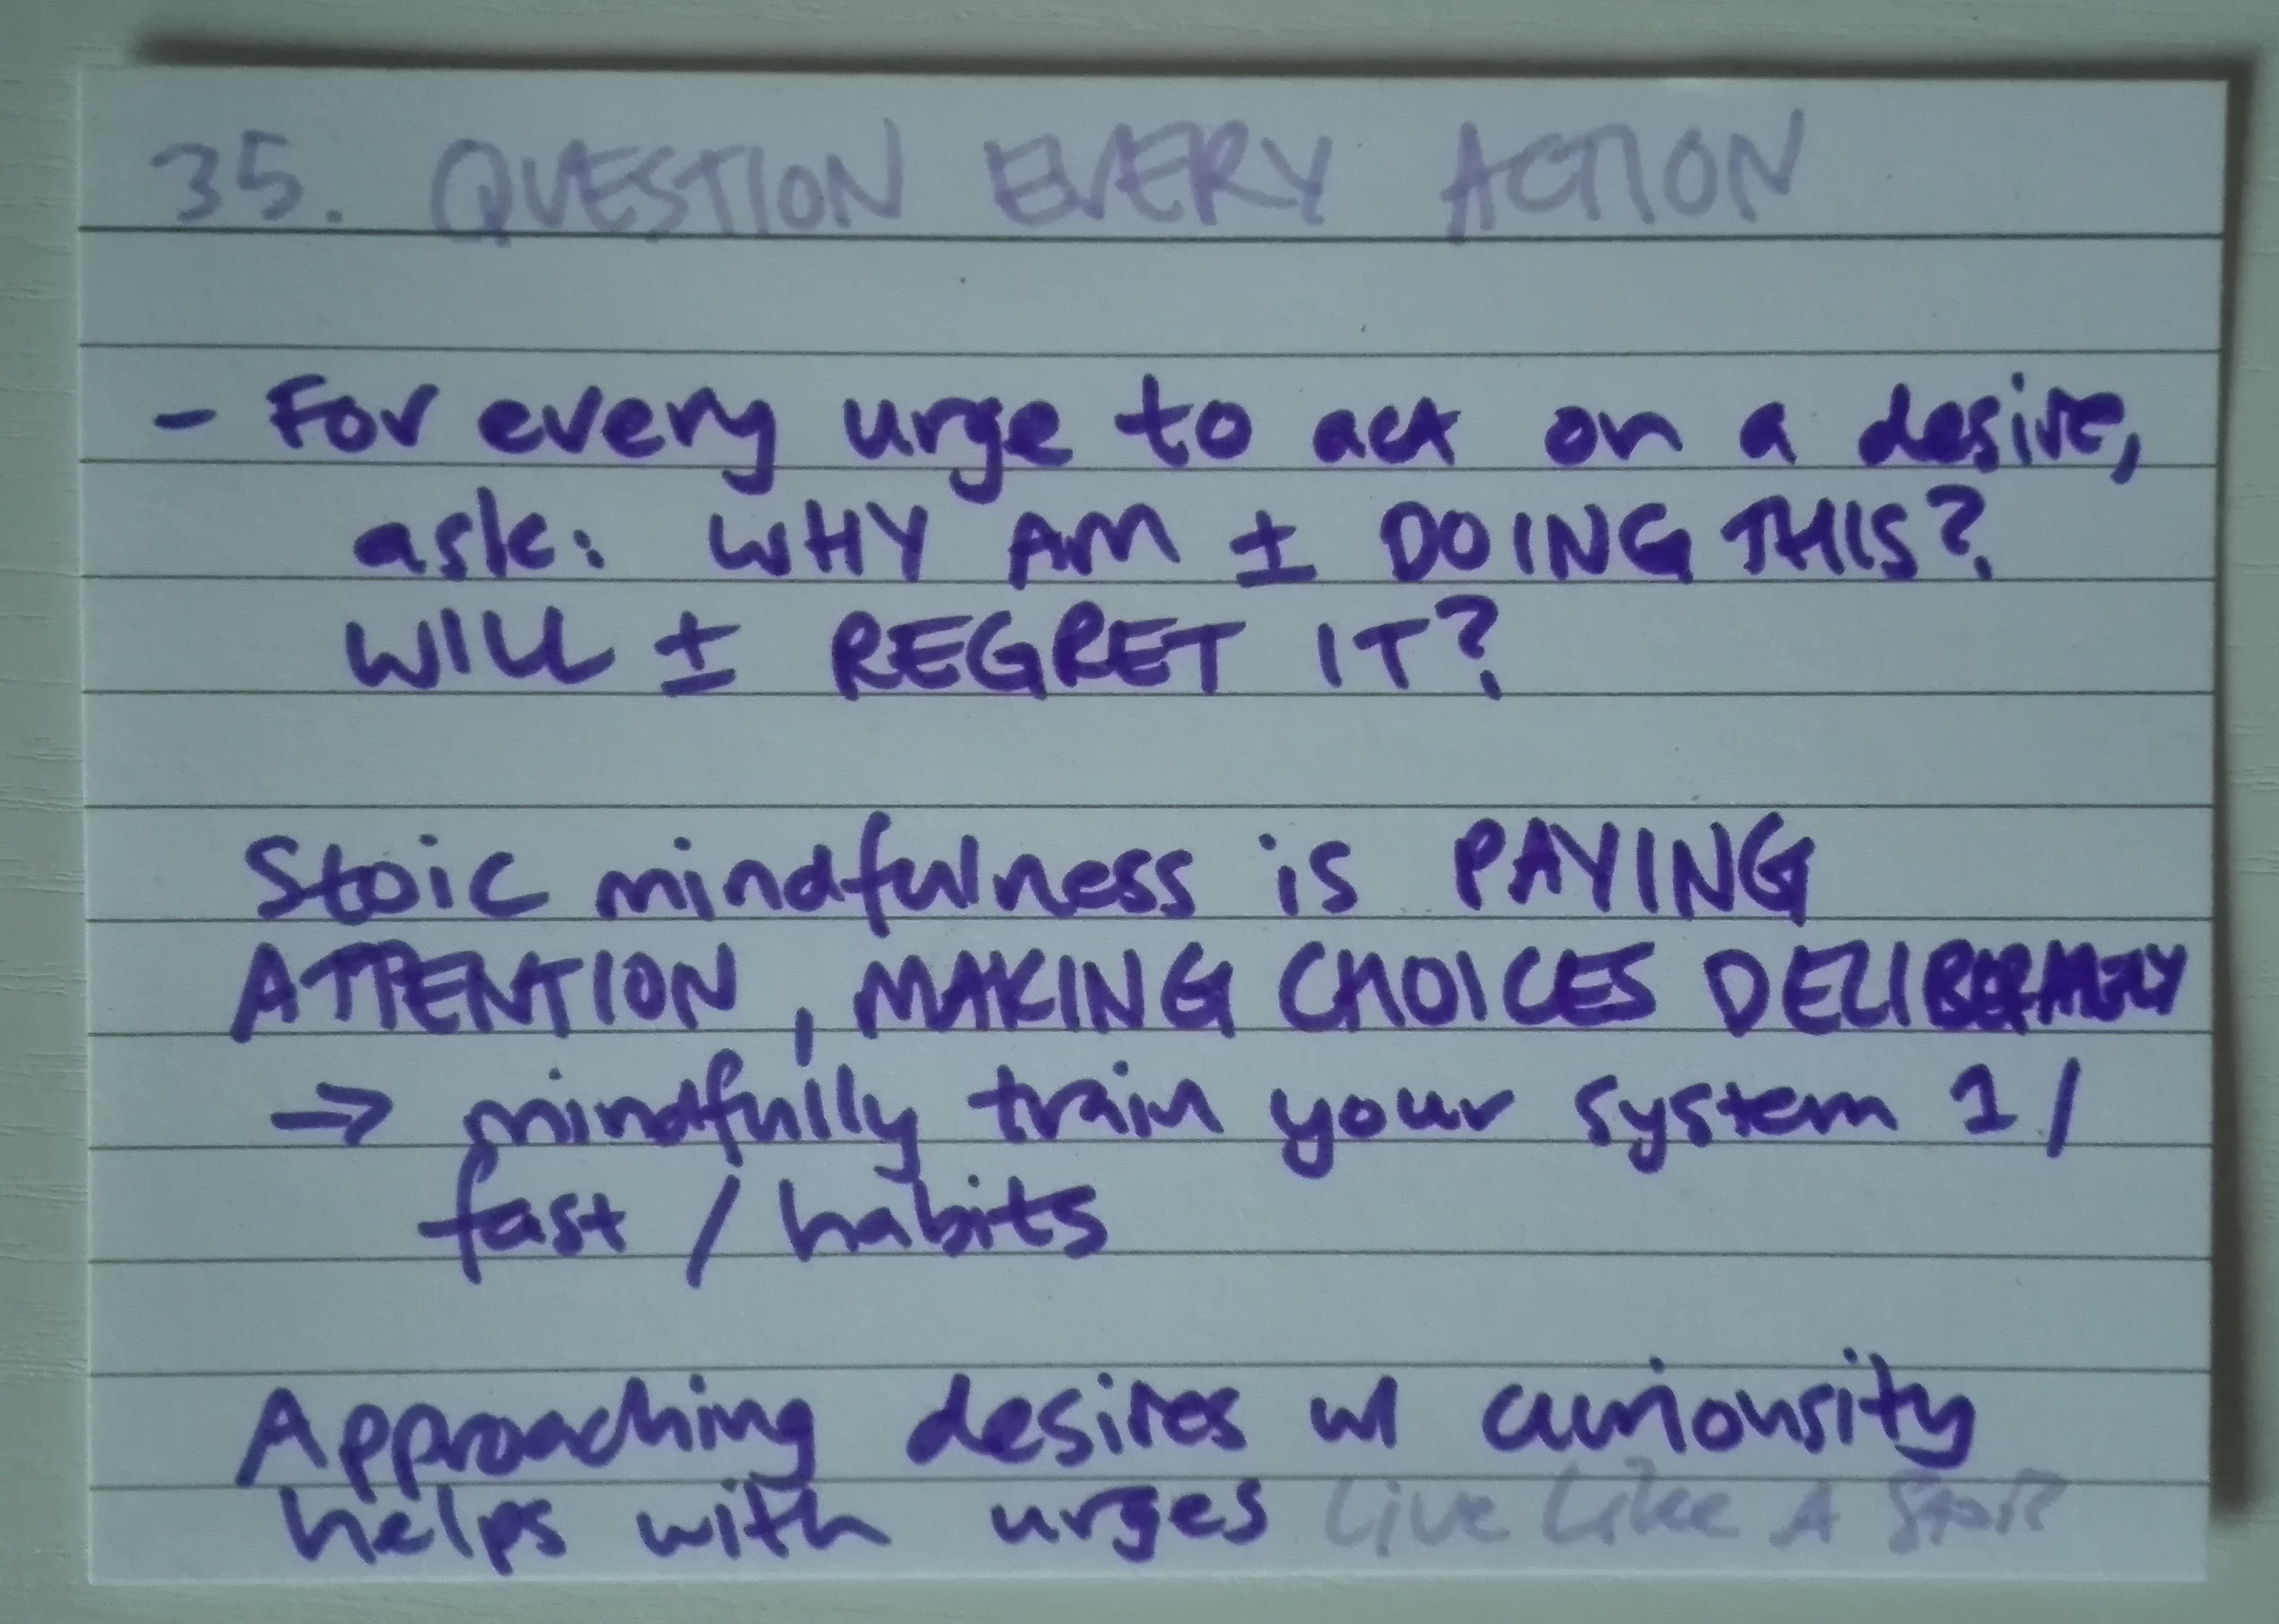 35. QUESTION EVERY ACTION
- For every urge to act on a desire,
ask: WHY AM I DOING THIS?
WILL I REGRET IT?
Stoic mindfulness is PAYING
ATTENTION, MAKING CHOICES DELIBERATELY
→ mindfully train your system 1/
fast / habits
Approaching desires w/ curiousity
helps with urges Live Like A